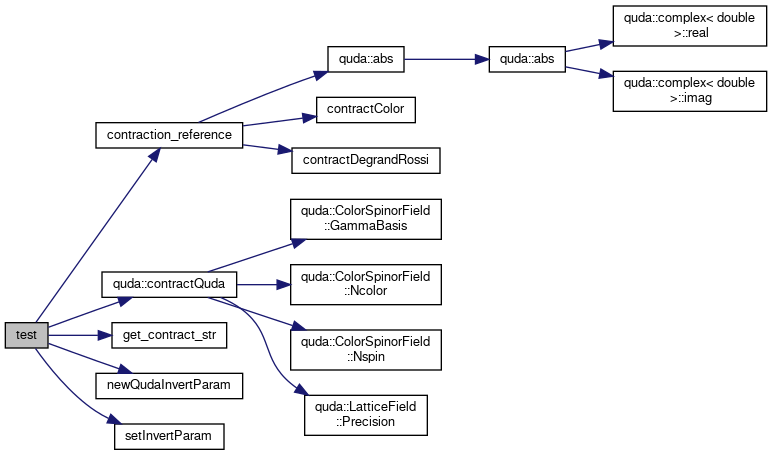 quda::complex< double
>::real
quda::abs
quda::abs
quda::complex< double
>::imag
contractColor
contraction_reference
contractDegrandRossi
quda::ColorSpinorField
::GammaBasis
quda::contractQuda
quda::ColorSpinorField
::Ncolor
test
get_contract_str
quda::ColorSpinorField
::Nspin
newQudaInvertParam
quda::LatticeField
::Precision
setInvertParam